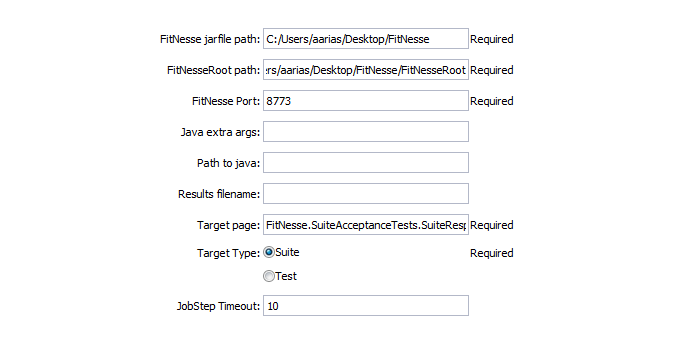 FitNesse jarfile path: C:/Users/aarias/Desktop/FitNesse Required
FitNesseRoot path: ers/aarias/Desktop/FitNesse/FitNesseRoot Required
FitNesse Port: 8773 Required
Java extra args:
Path to java:
Results filename:
Target page: FitNesse.SuiteAcceptanceTests.SuiteResp Required
Target Type: Suite Required
Test
JobStep Timeout: 10